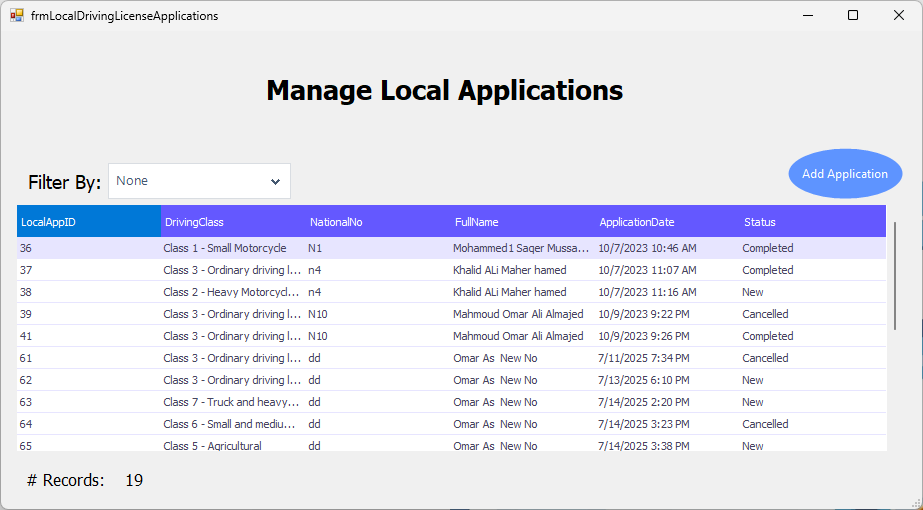 frmLocalDrivingLicenseApplications
Manage Local Applications
Filter By: None
Add Application
LocalAppID DrivingClass NationalNo FullName ApplicationDate Status
36 Class 1 - Small Motorcycle N1 Mohammed1 Saqer Mussa... 10/7/2023 10:46 AM Completed
37 Class 3 - Ordinary driving l... n4 Khalid ALi Maher hamed 10/7/2023 11:07 AM Completed
38 Class 2 - Heavy Motorcycl... n4 Khalid ALi Maher hamed 10/7/2023 11:16 AM New
39 Class 3 - Ordinary driving l... N10 Mahmoud Omar Ali Almajed 10/9/2023 9:22 PM Cancelled
41 Class 3 - Ordinary driving l... N10 Mahmoud Omar Ali Almajed 10/9/2023 9:26 PM Completed
61 Class 3 - Ordinary driving l... dd Omar As  New No 7/11/2025 7:34 PM Cancelled
62 Class 3 - Ordinary driving l... dd Omar As  New No 7/13/2025 6:10 PM New
63 Class 7 - Truck and heavy... dd Omar As  New No 7/14/2025 2:20 PM New
64 Class 6 - Small and mediu... dd Omar As  New No 7/14/2025 3:23 PM Cancelled
65 Class 5 - Agricultural dd Omar As  New No 7/14/2025 3:38 PM New
# Records: 19